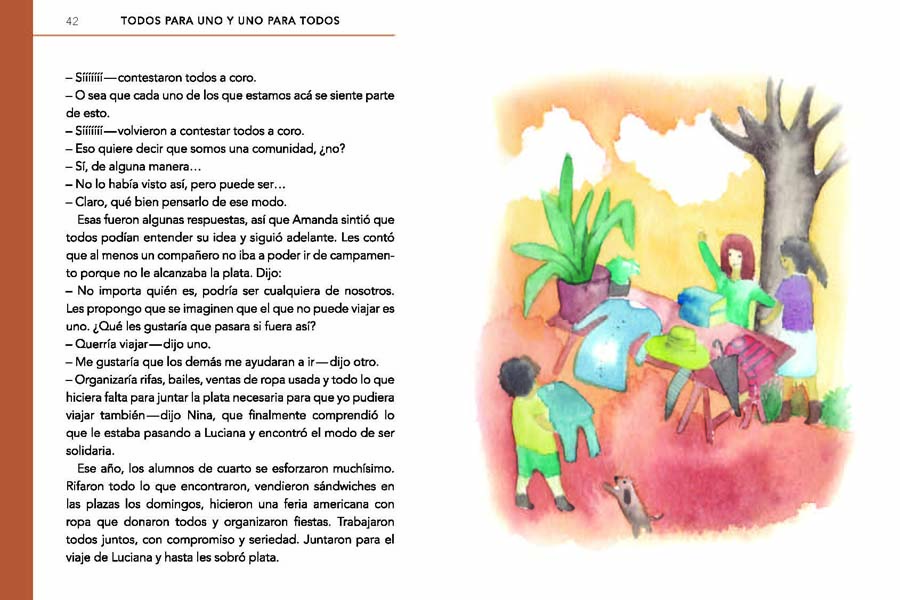 42 TODOS PARA UNO Y UNO PARA TODOS
– Sííííííí—contestaron todos a coro.
– O sea que cada uno de los que estamos acá se siente parte
de esto.
– Sííííííí—volvieron a contestar todos a coro.
– Eso quiere decir que somos una comunidad, ¿no?
– Sí, de alguna manera…
– No lo había visto así, pero puede ser…
– Claro, qué bien pensarlo de ese modo.
Esas fueron algunas respuestas, así que Amanda sintió que
todos podían entender su idea y siguió adelante. Les contó
que al menos un compañero no iba a poder ir de campamen-
to porque no le alcanzaba la plata. Dijo:
– No importa quién es, podría ser cualquiera de nosotros.
Les propongo que se imaginen que el que no puede viajar es
uno. ¿Qué les gustaría que pasara si fuera así?
– Querría viajar—dijo uno.
– Me gustaría que los demás me ayudaran a ir—dijo otro.
– Organizaría rifas, bailes, ventas de ropa usada y todo lo que
hiciera falta para juntar la plata necesaria para que yo pudiera
viajar también—dijo Nina, que finalmente comprendió lo
que le estaba pasando a Luciana y encontró el modo de ser
solidaria.
Ese año, los alumnos de cuarto se esforzaron muchísimo.
Rifaron todo lo que encontraron, vendieron sándwiches en
las plazas los domingos, hicieron una feria americana con
ropa que donaron todos y organizaron fiestas. Trabajaron
todos juntos, con compromiso y seriedad. Juntaron para el
viaje de Luciana y hasta les sobró plata.